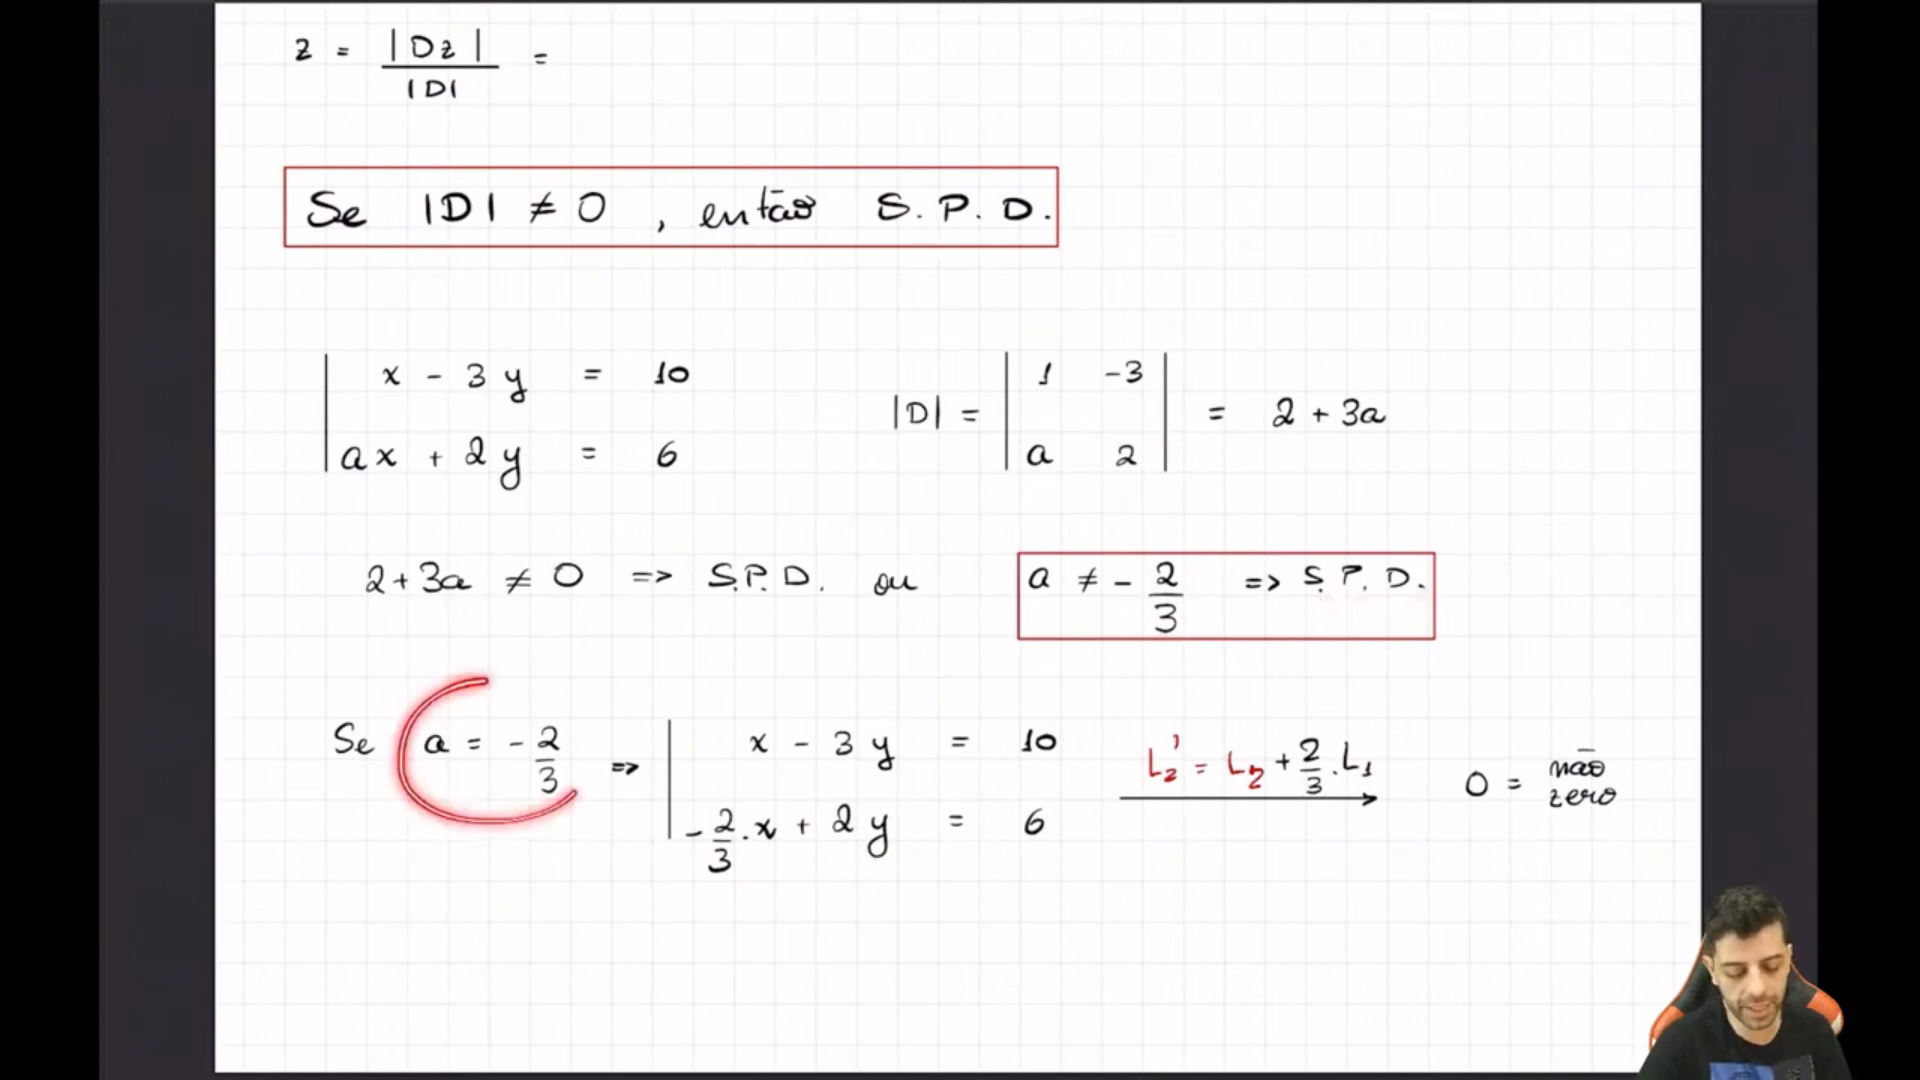 z = |Dz| / |D| =
Se |D| ≠ 0 , então S. P. D.
x - 3y = 10
ax + 2y = 6
|D| = | 1 -3 |
| a 2 | = 2 + 3a
2+3a ≠ 0 => S.P.D. ou
a ≠ - 2/3 => S. P. D.
Se a = - 2/3 =>
x - 3y = 10
- 2/3 . x + 2y = 6
L₂' = L₂ + 2/3 . L₁
0 = não
zero